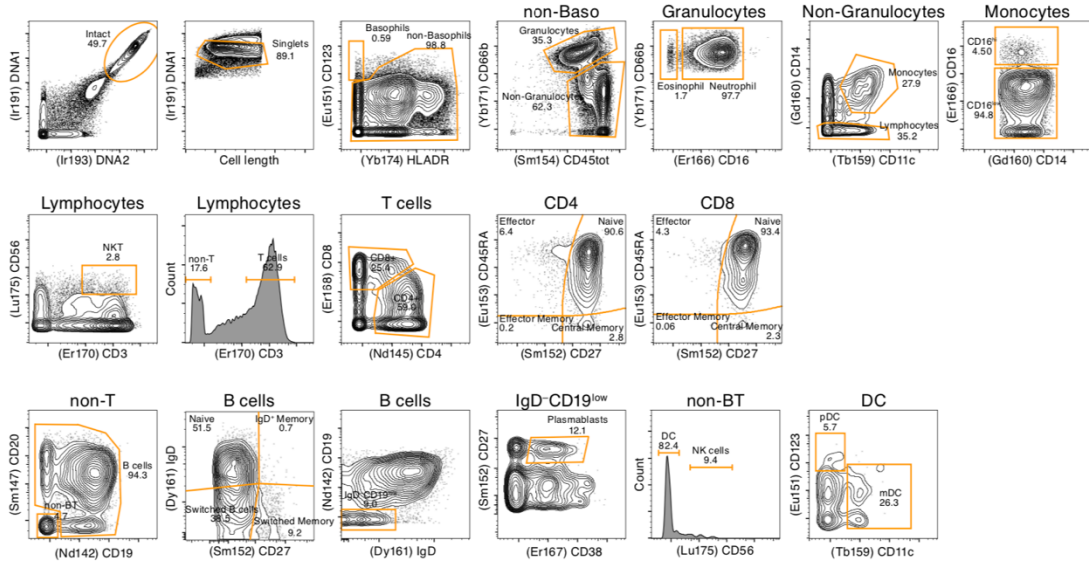 non-Baso
Granulocytes
Non-Granulocytes
Monocytes
(Ir191) DNA1
Intact
49.7
(Ir193) DNA2
(Ir191) DNA1
Singlets
89.1
Cell length
(Eu151) CD123
Basophils
0.59
non-Basophils
98.8
(Yb174) HLADR
(Yb171) CD66b
Granulocytes
35.3
Non-Granulocytes
62.3
(Sm154) CD45tot
(Yb171) CD66b
Eosinophil
1.7
Neutrophil
97.7
(Er166) CD16
(Gd160) CD14
Monocytes
27.9
Lymphocytes
35.2
(Tb159) CD11c
(Er166) CD16
CD16
4.50
CD16
94.8
(Gd160) CD14
Lymphocytes
Lymphocytes
T cells
CD4
CD8
(Lu175) CD56
NKT
2.8
(Er170) CD3
Count
non-T
17.6
T cells
62.9
(Er170) CD3
(Er168) CD8
CD8+
25.4
CD4+
59.0
(Nd145) CD4
(Eu153) CD45RA
Effector
6.4
Naive
90.6
Effector Memory
0.2
Central Memory
2.8
(Sm152) CD27
(Eu153) CD45RA
Effector
4.3
Naive
93.4
Effector Memory
0.06
Central Memory
2.3
(Sm152) CD27
non-T
B cells
B cells
IgD⁻CD19ˡᵒʷ
non-BT
DC
(Sm147) CD20
B cells
94.3
non-BT
4.7
(Nd142) CD19
(Dy161) IgD
Naive
51.5
IgD⁺ Memory
0.7
Switched B cells
38.5
Switched Memory
9.2
(Sm152) CD27
(Nd142) CD19
IgD⁻CD19ˡᵒʷ
9.0
(Dy161) IgD
(Sm152) CD27
Plasmablasts
12.1
(Er167) CD38
Count
DC
82.4
NK cells
9.4
(Lu175) CD56
(Eu151) CD123
pDC
5.7
mDC
26.3
(Tb159) CD11c